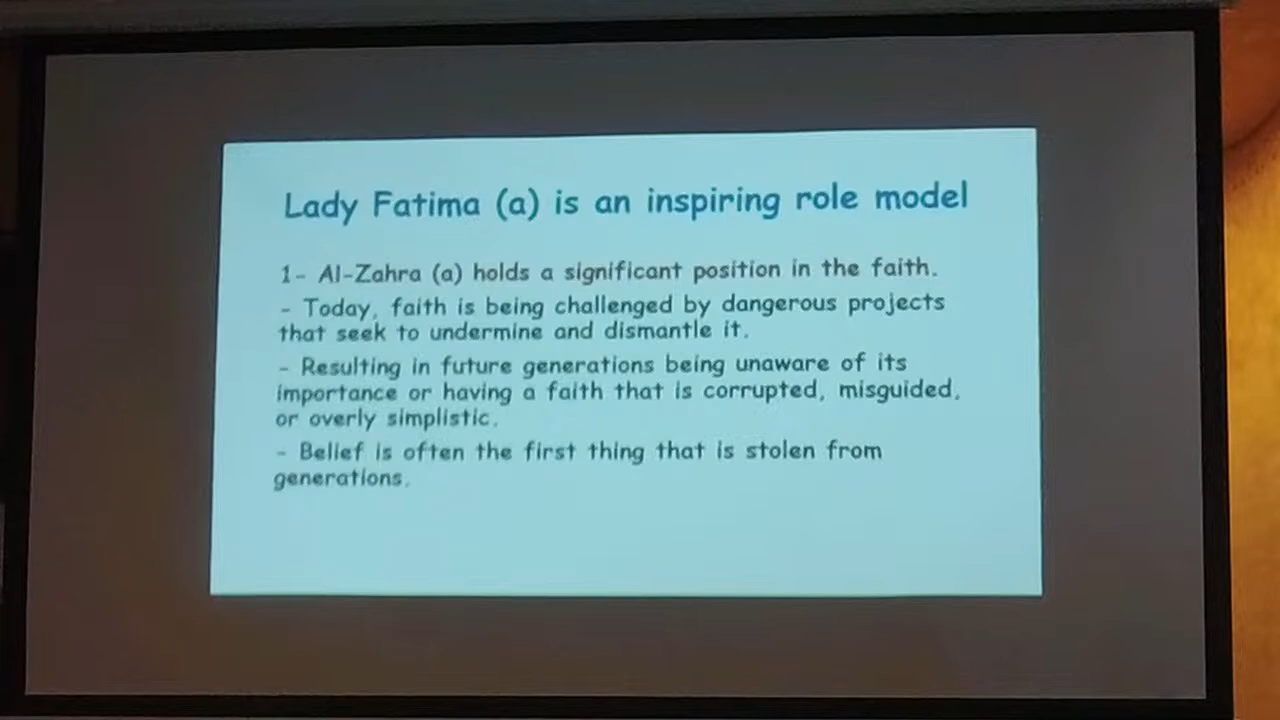 Lady Fatima (a) is an inspiring role model
1- Al-Zahra (a) holds a significant position in the faith.
- Today, faith is being challenged by dangerous projects
that seek to undermine and dismantle it.
- Resulting in future generations being unaware of its
importance or having a faith that is corrupted, misguided,
or overly simplistic.
- Belief is often the first thing that is stolen from
generations.